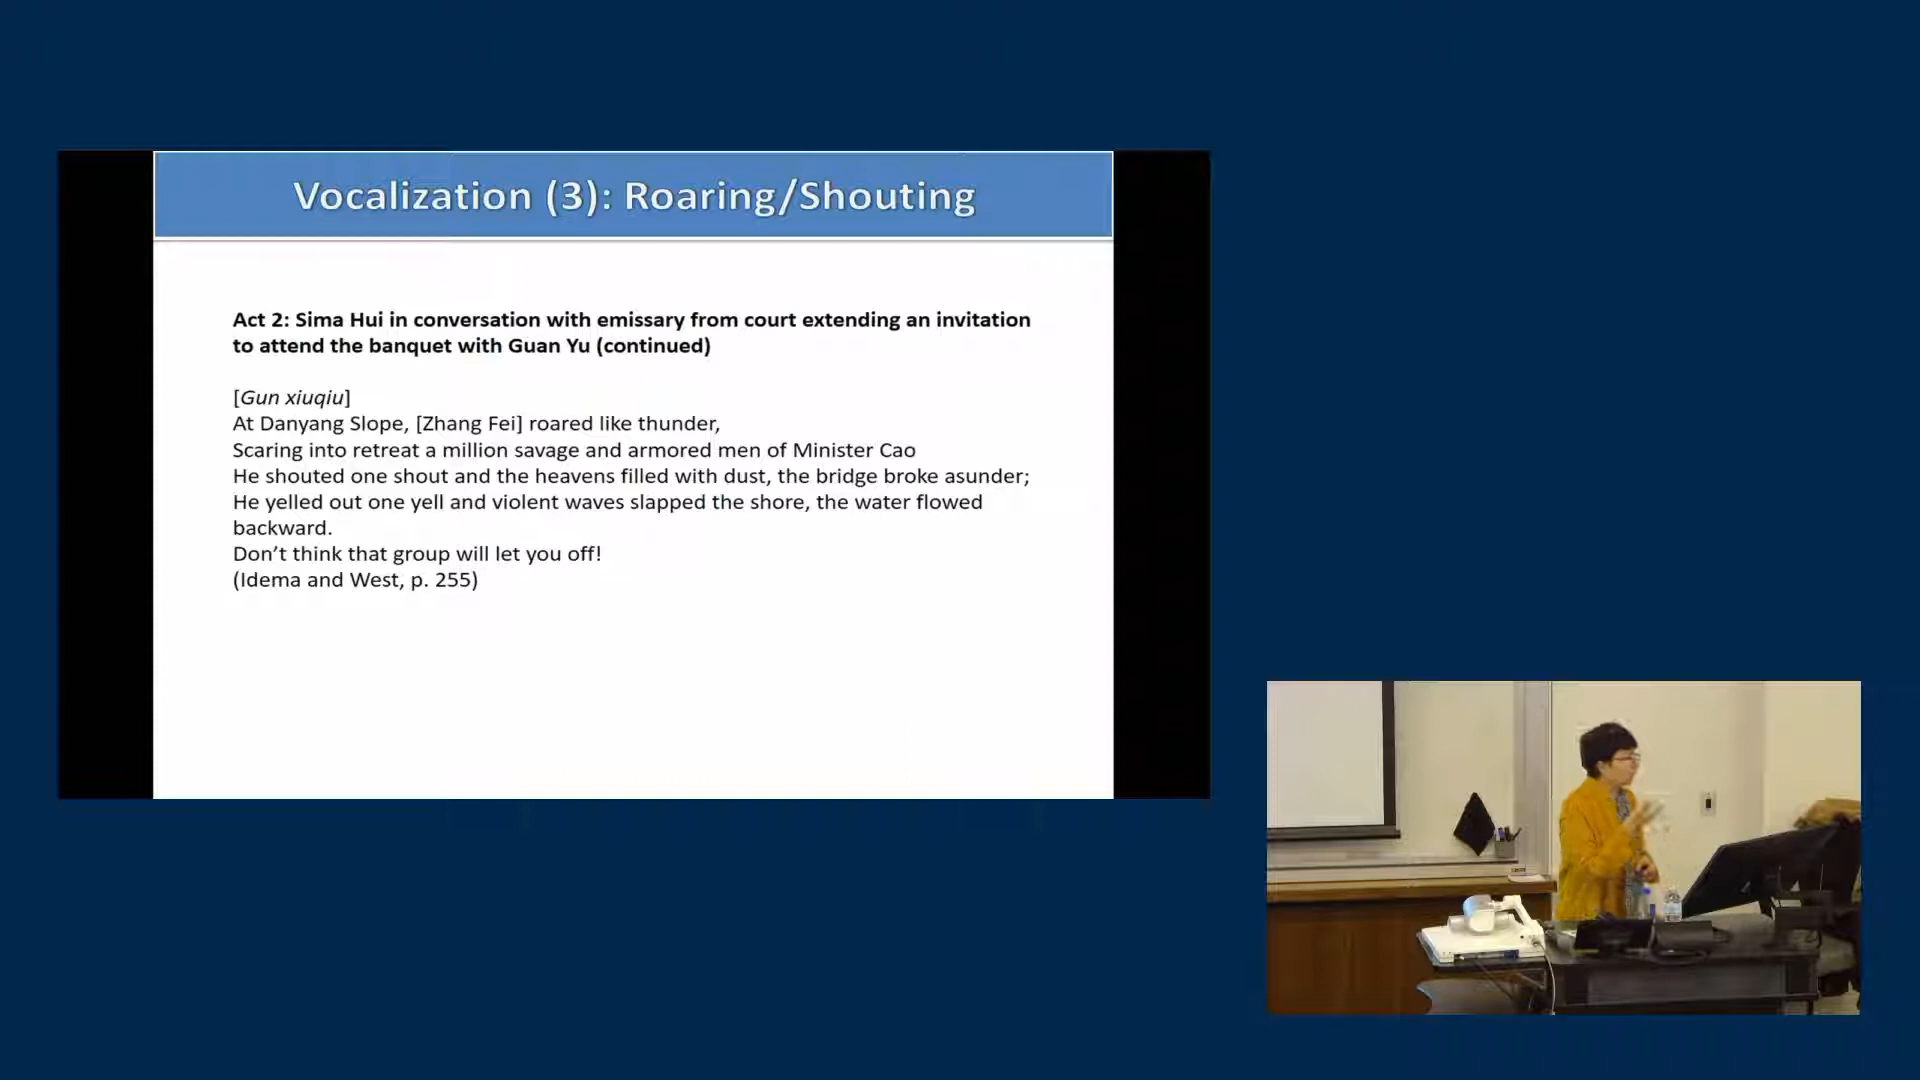 Vocalization (3): Roaring/Shouting
Act 2: Sima Hui in conversation with emissary from court extending an invitation
to attend the banquet with Guan Yu (continued)
[Gun xiuqiu]
At Danyang Slope, [Zhang Fei] roared like thunder,
Scaring into retreat a million savage and armored men of Minister Cao
He shouted one shout and the heavens filled with dust, the bridge broke asunder;
He yelled out one yell and violent waves slapped the shore, the water flowed
backward.
Don’t think that group will let you off!
(Idema and West, p. 255)